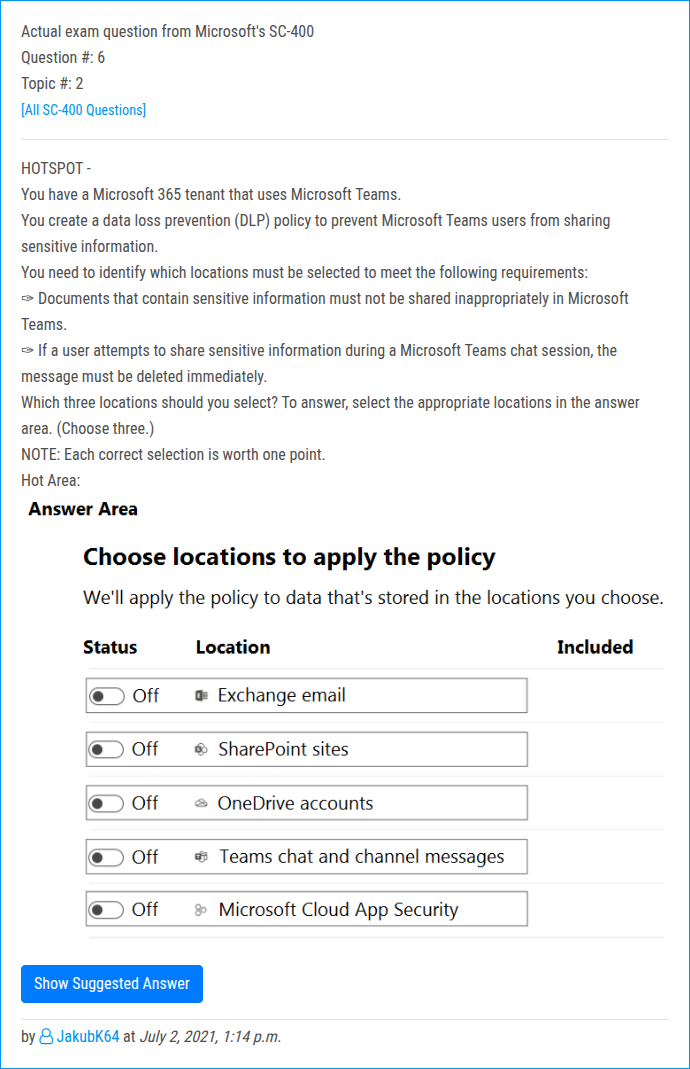 Actual exam question from Microsoft's SC-400
Question #: 6
Topic #: 2
[All SC-400 Questions]
HOTSPOT -
You have a Microsoft 365 tenant that uses Microsoft Teams.
You create a data loss prevention (DLP) policy to prevent Microsoft Teams users from sharing
sensitive information.
You need to identify which locations must be selected to meet the following requirements:
✑ Documents that contain sensitive information must not be shared inappropriately in Microsoft
Teams.
✑ If a user attempts to share sensitive information during a Microsoft Teams chat session, the
message must be deleted immediately.
Which three locations should you select? To answer, select the appropriate locations in the answer
area. (Choose three.)
NOTE: Each correct selection is worth one point.
Hot Area:
Answer Area
Choose locations to apply the policy
We'll apply the policy to data that's stored in the locations you choose.
Status Location Included
Off Exchange email
Off SharePoint sites
Off OneDrive accounts
Off Teams chat and channel messages
Off Microsoft Cloud App Security
Show Suggested Answer
by JakubK64 at July 2, 2021, 1:14 p.m.